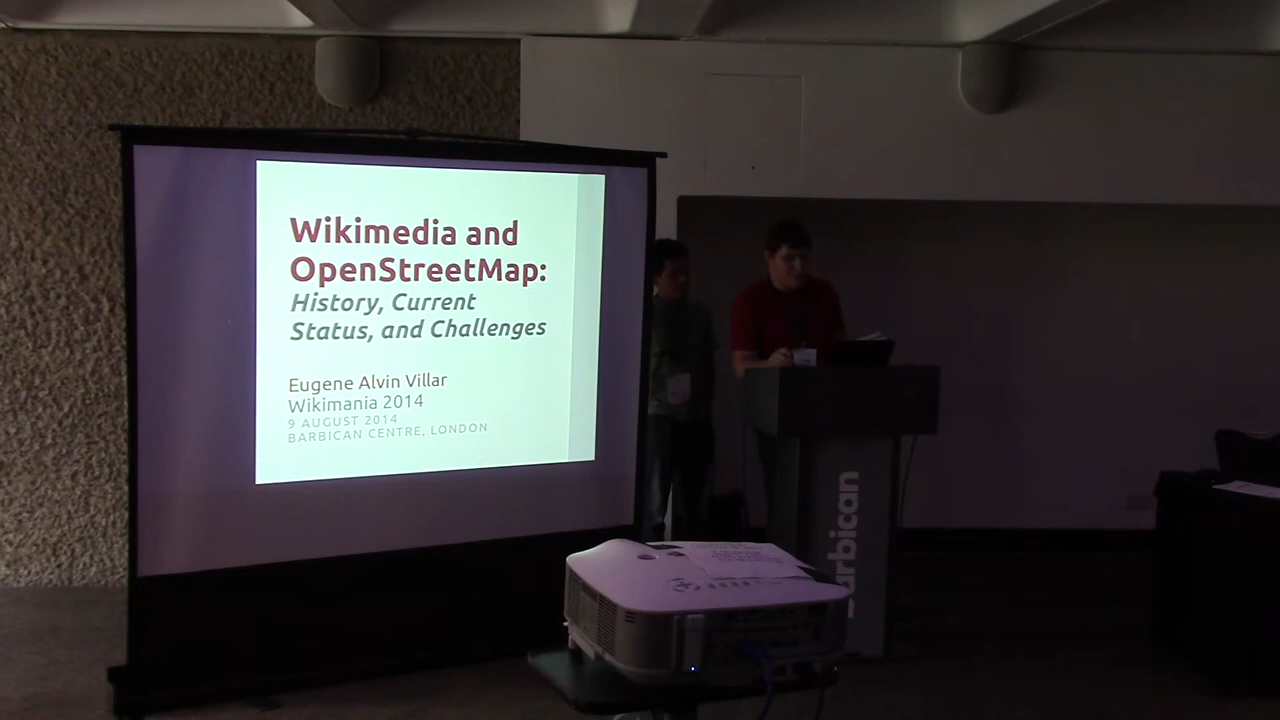 Wikimedia and
OpenStreetMap:
History, Current
Status, and Challenges
Eugene Alvin Villar
Wikimania 2014
9 AUGUST 2014
BARBICAN CENTRE, LONDON
arbican